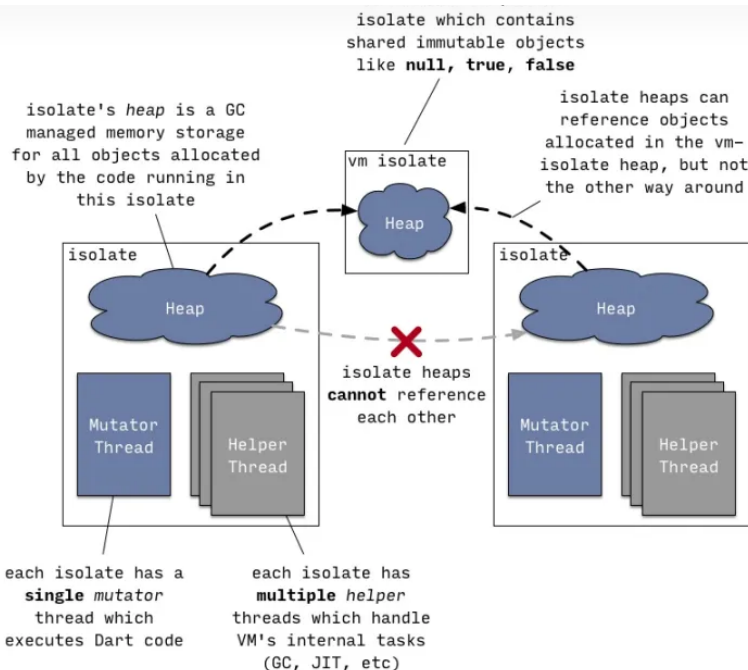 isolate which contains
shared immutable objects
like null, true, false
isolate's heap is a GC
managed memory storage
for all objects allocated
by the code running in
this isolate
isolate heaps can
reference objects
allocated in the vm-
isolate heap, but not
the other way around
vm isolate
Heap
isolate
Heap
isolate
Heap
isolate heaps
cannot reference
each other
Mutator
Thread
Helper
Thread
Mutator
Thread
Helper
Thread
each isolate has a
single mutator
thread which
executes Dart code
each isolate has
multiple helper
threads which handle
VM's internal tasks
(GC, JIT, etc)